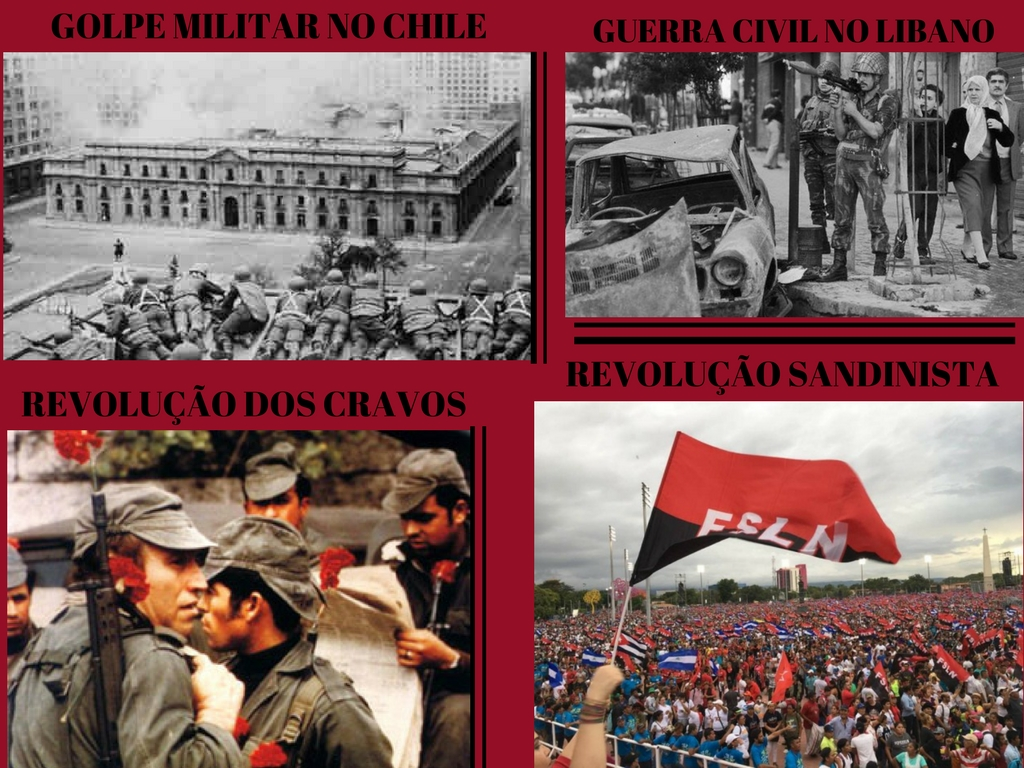 GOLPE MILITAR NO CHILE
GUERRA CIVIL NO LIBANO
REVOLUÇÃO DOS CRAVOS
REVOLUÇÃO SANDINISTA
FSLN